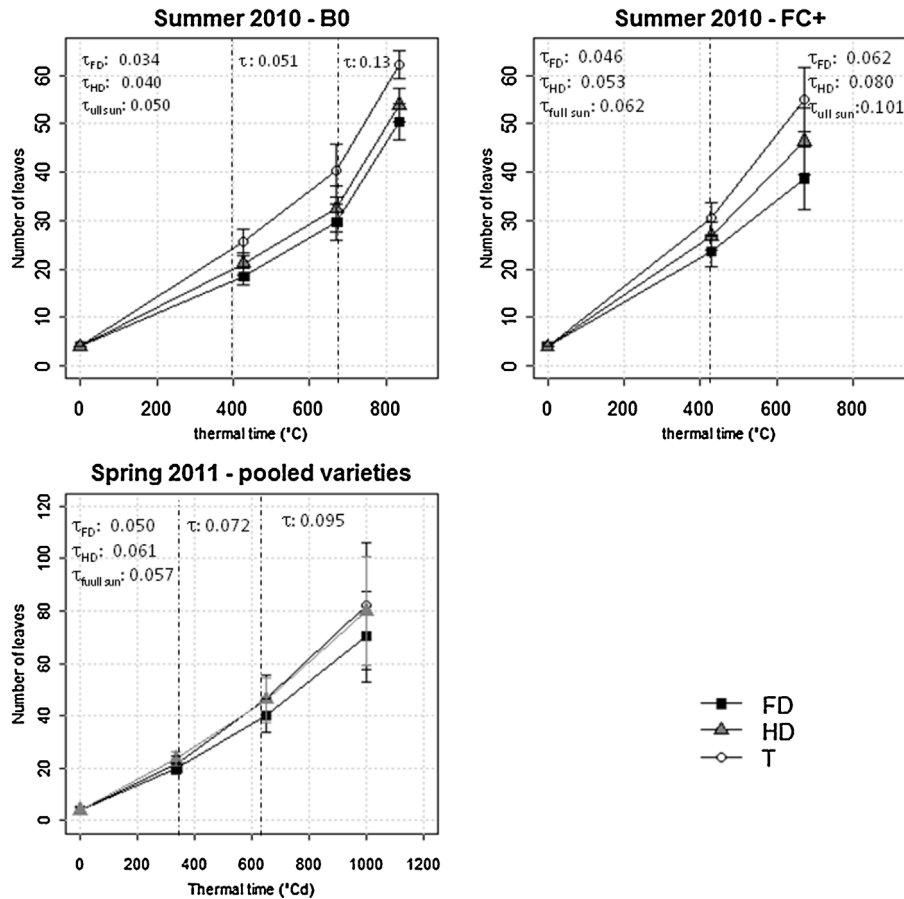 Summer 2010 - B0
τFD: 0.034
τHD: 0.040
τullsun: 0.050
τ: 0.051
τ: 0.13
Number of leaves
0
10
20
30
40
50
60
0 200 400 600 800
thermal time (°C)
Summer 2010 - FC+
τFD: 0.046
τHD: 0.053
τfull sun: 0.062
τFD: 0.062
τHD: 0.080
τull sun:0.101
Number of leaves
0
10
20
30
40
50
60
0 200 400 600 800
thermal time (°C)
Spring 2011 - pooled varieties
τFD: 0.050
τHD: 0.061
τfuull sun: 0.057
τ: 0.072
τ: 0.095
Number of leaves
0
20
40
60
80
100
120
0 200 400 600 800 1000 1200
Thermal time (°Cd)
FD
HD
T